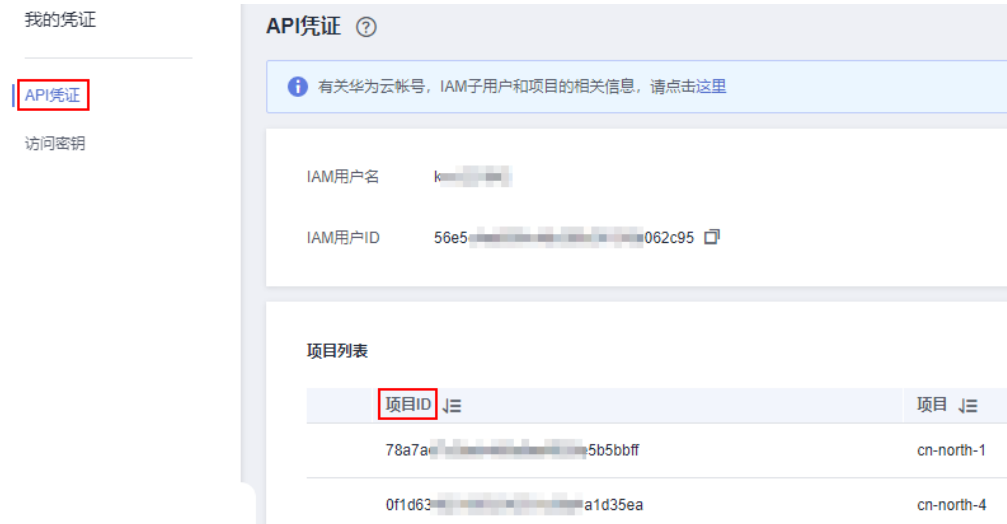 我的凭证
API凭证
访问密钥
API凭证
有关华为云帐号，IAM子用户和项目的相关信息，请点击这里
IAM用户名 k
IAM用户ID 56e5 062c95
项目列表
项目ID 项目
78a7a e5b5bbff cn-north-1
0f1d63 a1d35ea cn-north-4